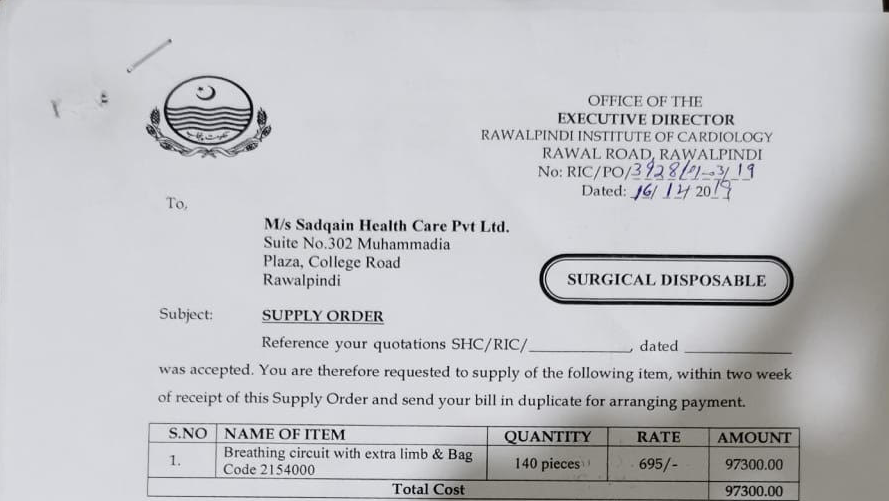 OFFICE OF THE
EXECUTIVE DIRECTOR
RAWALPINDI INSTITUTE OF CARDIOLOGY
RAWAL ROAD, RAWALPINDI
No: RIC/PO/3928/ /19
Dated: 16/12 2019
To,
M/s Sadqain Health Care Pvt Ltd.
Suite No.302 Muhammadia
Plaza, College Road
Rawalpindi
SURGICAL DISPOSABLE
Subject: SUPPLY ORDER
Reference your quotations SHC/RIC/__________, dated __________
was accepted. You are therefore requested to supply of the following item, within two week
of receipt of this Supply Order and send your bill in duplicate for arranging payment.
S.NO NAME OF ITEM QUANTITY RATE AMOUNT
1. Breathing circuit with extra limb & Bag 140 pieces 695/- 97300.00
Code 2154000
Total Cost 97300.00